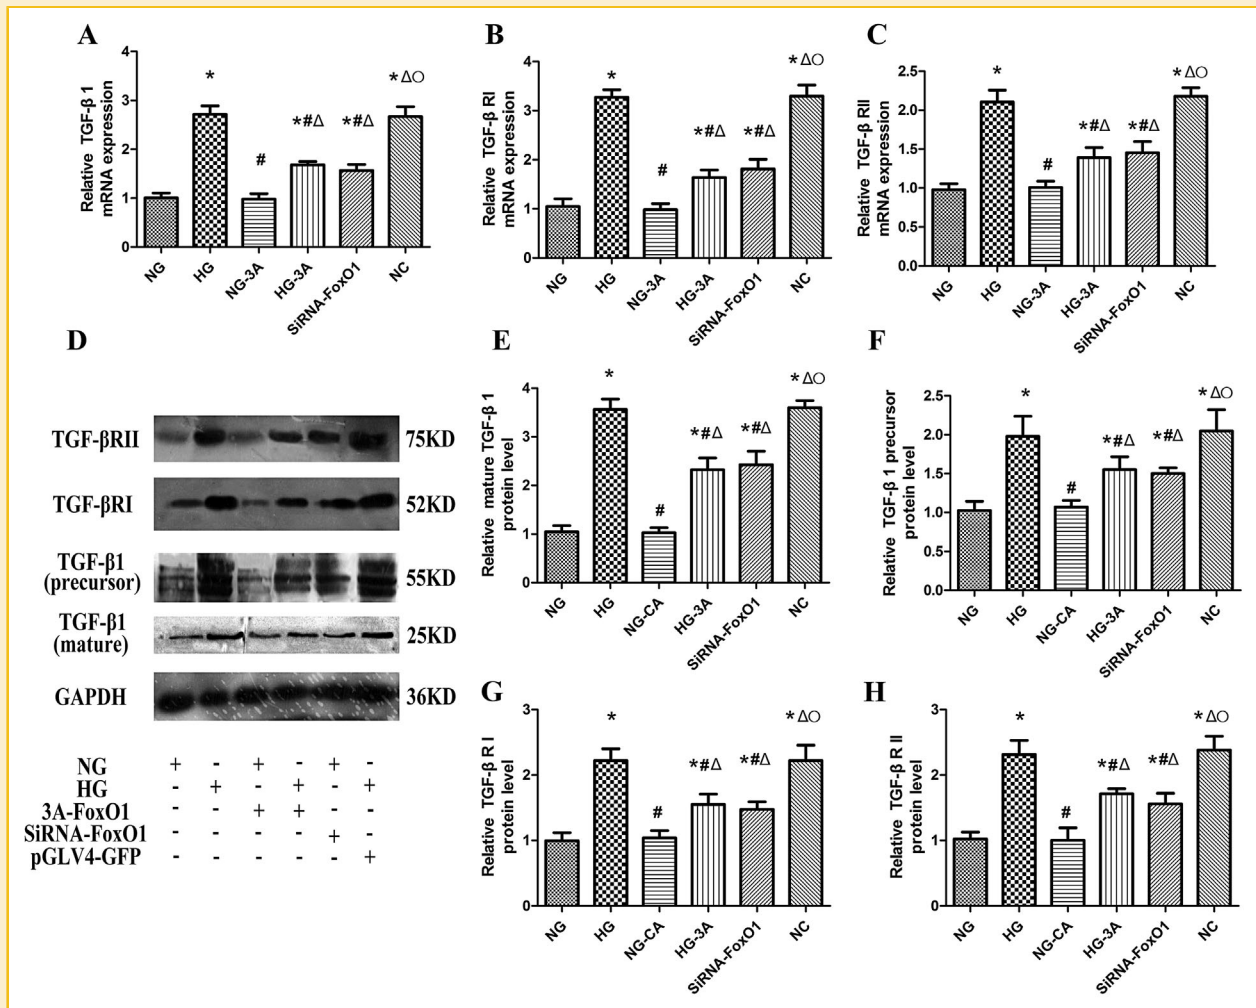 A
Relative TGF-β 1
mRNA expression
4
3
2
1
0
*
#
*#Δ
*#Δ
*ΔO
NG
HG
NG-3A
HG-3A
SiRNA-FoxO1
NC
B
Relative TGF-β RI
mRNA expression
4
3
2
1
0
*
#
*#Δ
*#Δ
*ΔO
NG
HG
NG-3A
HG-3A
SiRNA-FoxO1
NC
C
Relative TGF-β RII
mRNA expression
2.5
2.0
1.5
1.0
0.5
0.0
*
#
*#Δ
*#Δ
*ΔO
NG
HG
NG-3A
HG-3A
SiRNA-FoxO1
NC
D
TGF-βRII 75KD
TGF-βRI 52KD
TGF-β1
(precursor) 55KD
TGF-β1
(mature) 25KD
GAPDH 36KD
NG + - + - + -
HG - + - + - +
3A-FoxO1 - - + + - -
SiRNA-FoxO1 - - - - + -
pGLV4-GFP - - - - - +
E
Relative mature TGF-β 1
protein level
4
3
2
1
0
*
#
*#Δ
*#Δ
*ΔO
NG
HG
NG-CA
HG-3A
SiRNA-FoxO1
NC
F
Relative TGF-β 1 precursor
protein level
2.5
2.0
1.5
1.0
0.5
0.0
*
#
*#Δ
*#Δ
*ΔO
NG
HG
NG-CA
HG-3A
SiRNA-FoxO1
NC
G
Relative TGF-β R I
protein level
3
2
1
0
*
#
*#Δ
*#Δ
*ΔO
NG
HG
NG-CA
HG-3A
SiRNA-FoxO1
NC
H
Relative TGF-β R II
protein level
3
2
1
0
*
#
*#Δ
*#Δ
*ΔO
NG
HG
NG-CA
HG-3A
SiRNA-FoxO1
NC